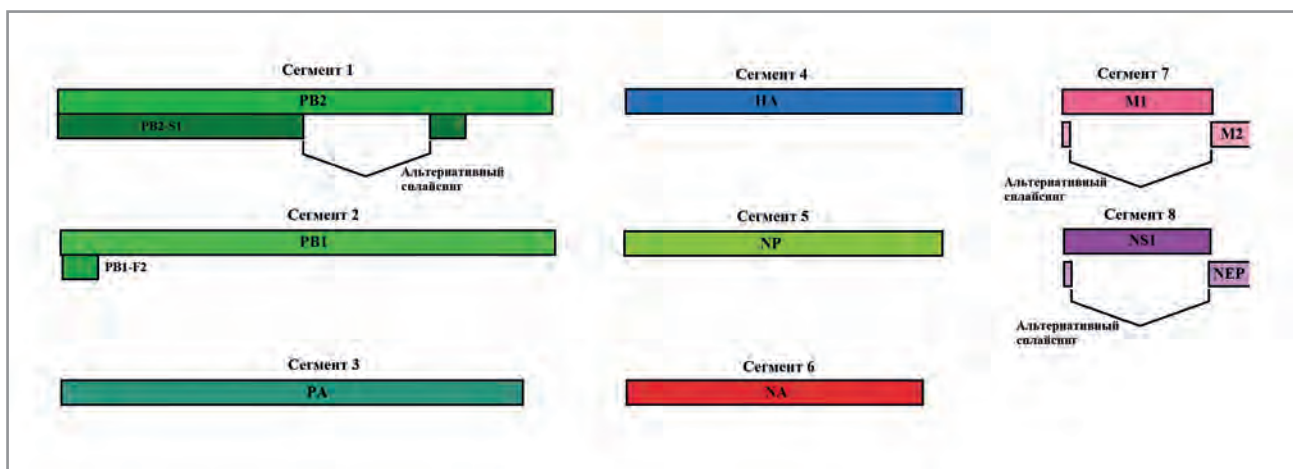 Сегмент 1
PB2
PB2-S1
Альтернативный
сплайсинг
Сегмент 2
PB1
PB1-F2
Сегмент 3
PA
Сегмент 4
HA
Сегмент 5
NP
Сегмент 6
NA
Сегмент 7
M1
M2
Альтернативный
сплайсинг
Сегмент 8
NS1
NEP
Альтернативный
сплайсинг